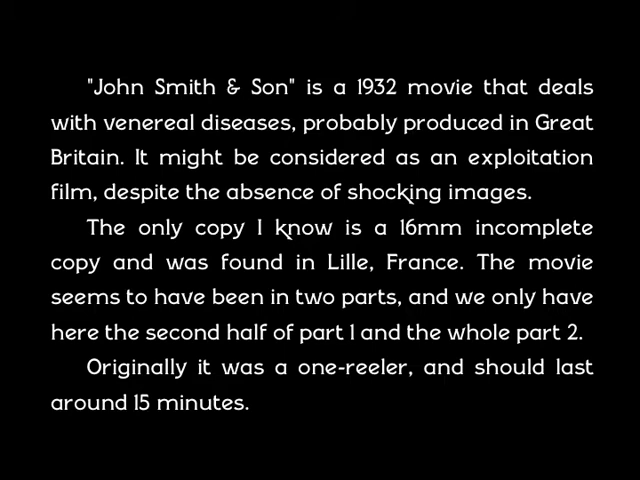 "John Smith & Son" is a 1932 movie that deals
with venereal diseases, probably produced in Great
Britain. It might be considered as an exploitation
film, despite the absence of shocking images.
The only copy I know is a 16mm incomplete
copy and was found in Lille, France. The movie
seems to have been in two parts, and we only have
here the second half of part 1 and the whole part 2.
Originally it was a one-reeler, and should last
around 15 minutes.